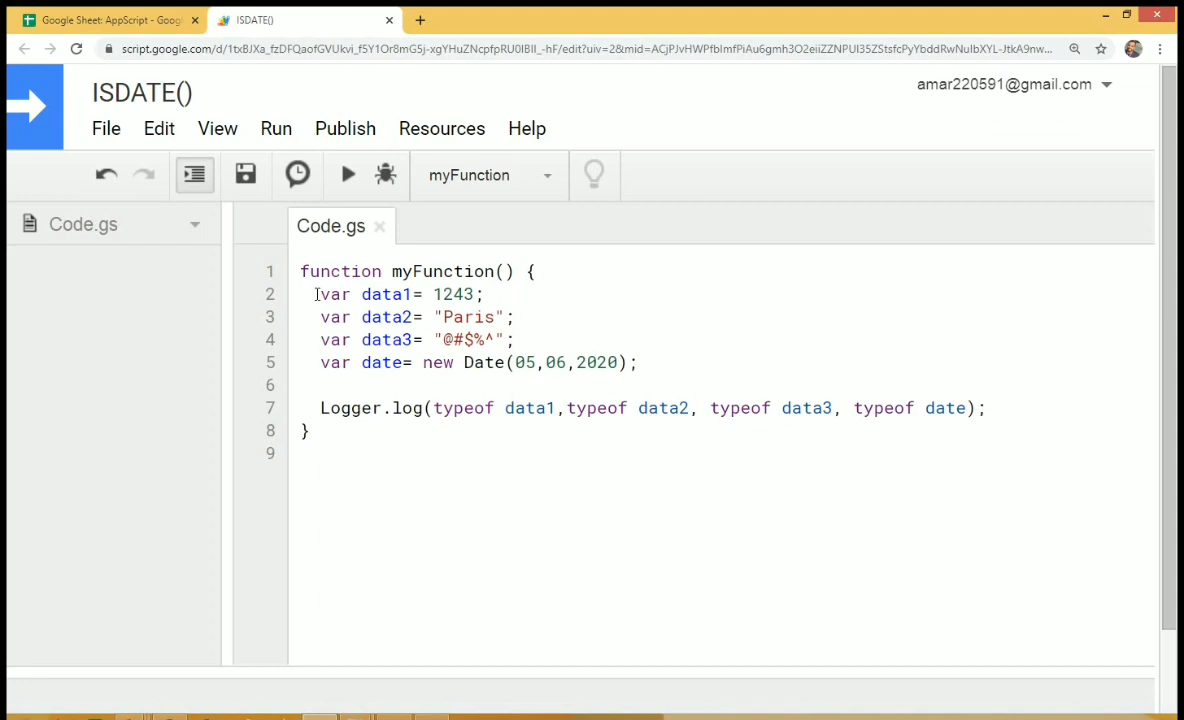 Google Sheet: AppScript - Goog
ISDATE()
script.google.com/d/1txBJXa_fzDFQaofGVUkvi_f5Y1Or8mG5j-xgYHuZNcpfpRU0IBII_-hF/edit?uiv=2&mid=ACjPJvHWPfbImfPiAu6gmh3O2eiiZZNPUI35ZStsfcPyYbddRwNuIbXYL-JtkA9nw...
ISDATE()
amar220591@gmail.com
File Edit View Run Publish Resources Help
myFunction
Code.gs
Code.gs
1 function myFunction() {
2 var data1= 1243;
3 var data2= "Paris";
4 var data3= "@#$%^";
5 var date= new Date(05,06,2020);
6
7 Logger.log(typeof data1,typeof data2, typeof data3, typeof date);
8 }
9